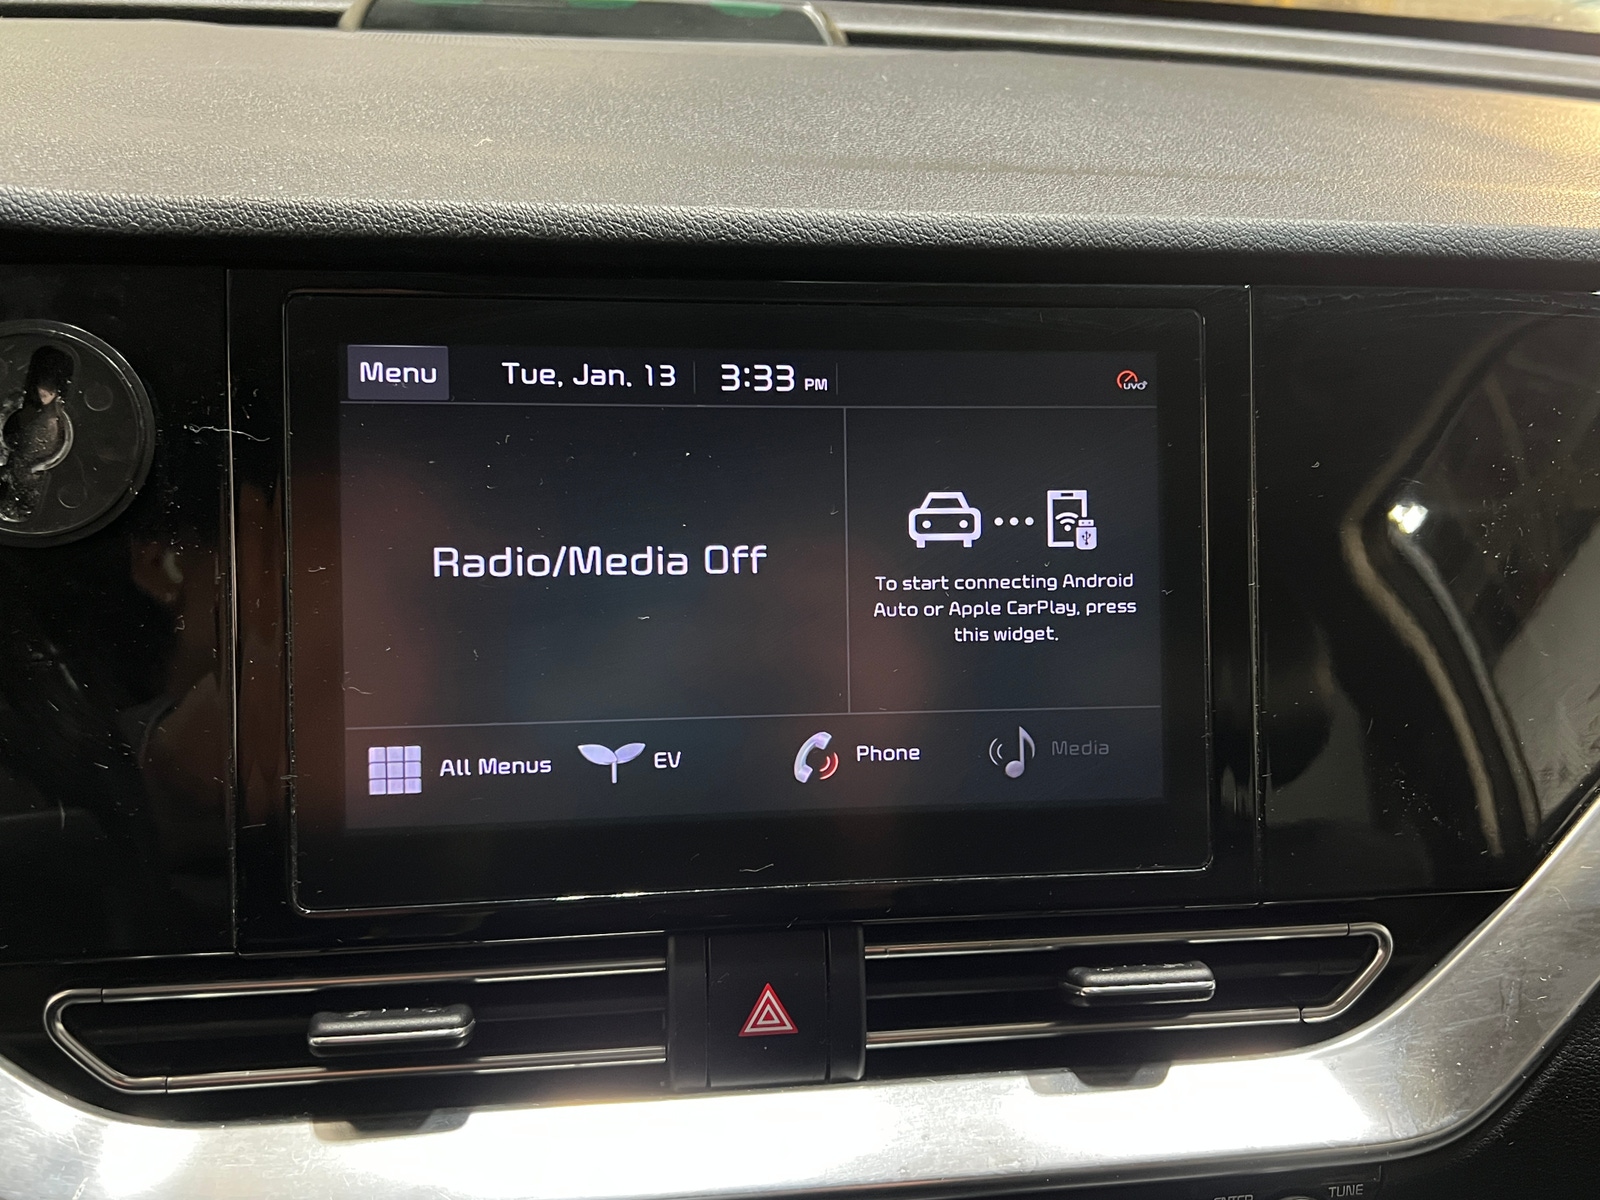 Menu
Tue, Jan. 13
3:33 PM
UVO
Radio/Media Off
To start connecting Android
Auto or Apple CarPlay, press
this widget.
All Menus
EV
Phone
Media
ENTER
TUNE